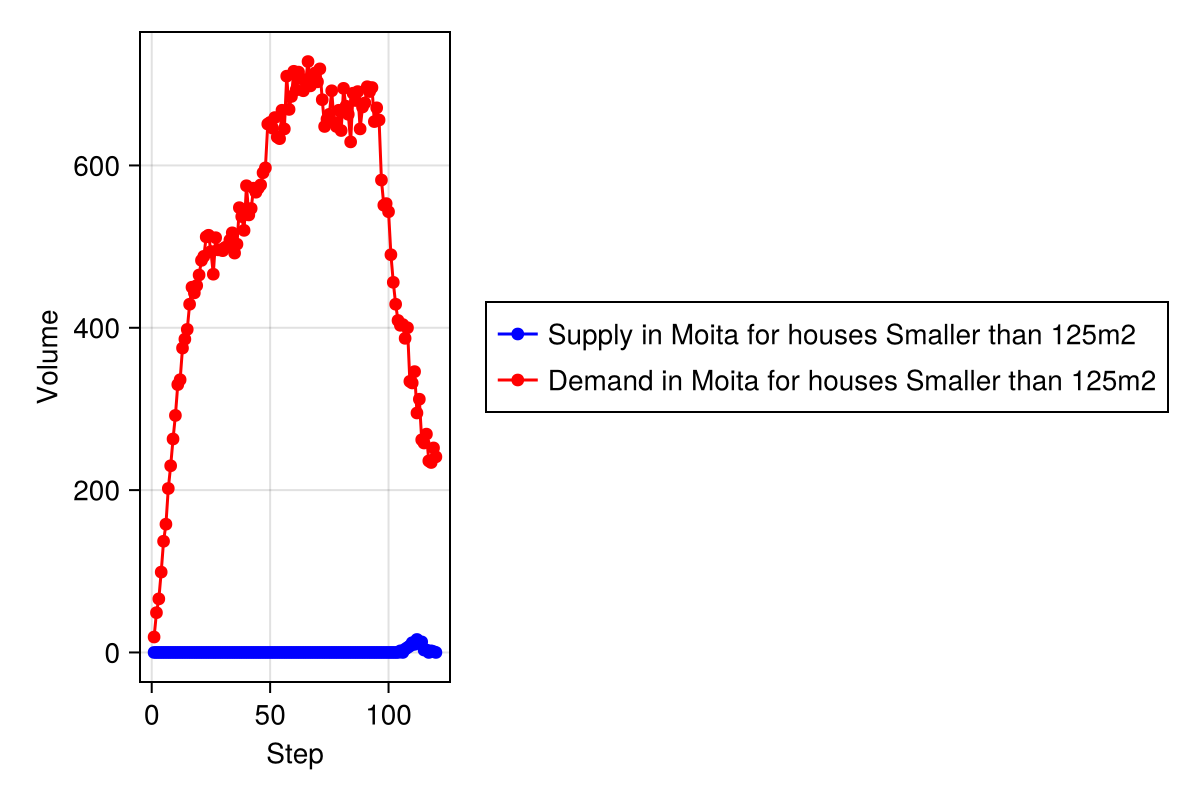 600
400
200
0
Volume
0 50 100
Step
Supply in Moita for houses Smaller than 125m2
Demand in Moita for houses Smaller than 125m2